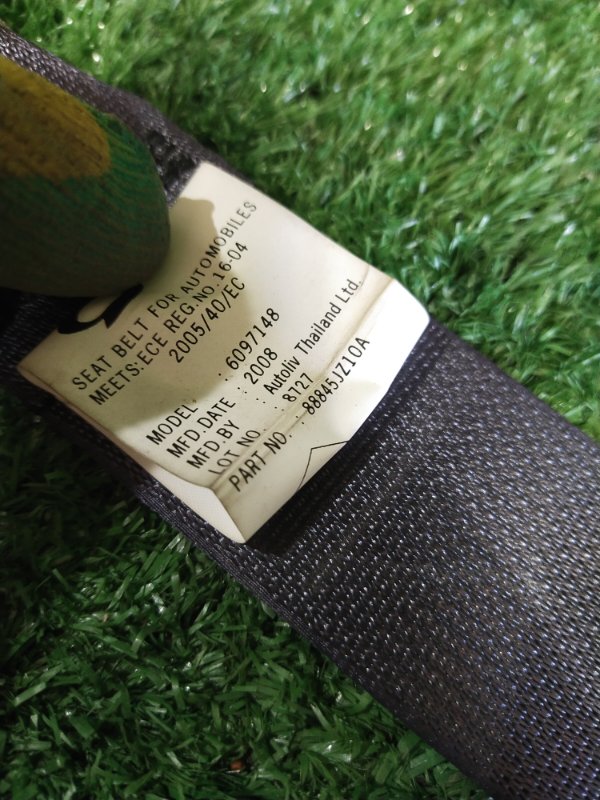 SEAT BELT FOR AUTOMOBILES
MEETS:ECE REG.NO.16-04
2005/40/EC
MODEL : 6097148
MFD.DATE : 2008
MFD.BY : Autoliv Thailand Ltd.
LOT NO. : 8727
PART NO. : 88845JZ10A